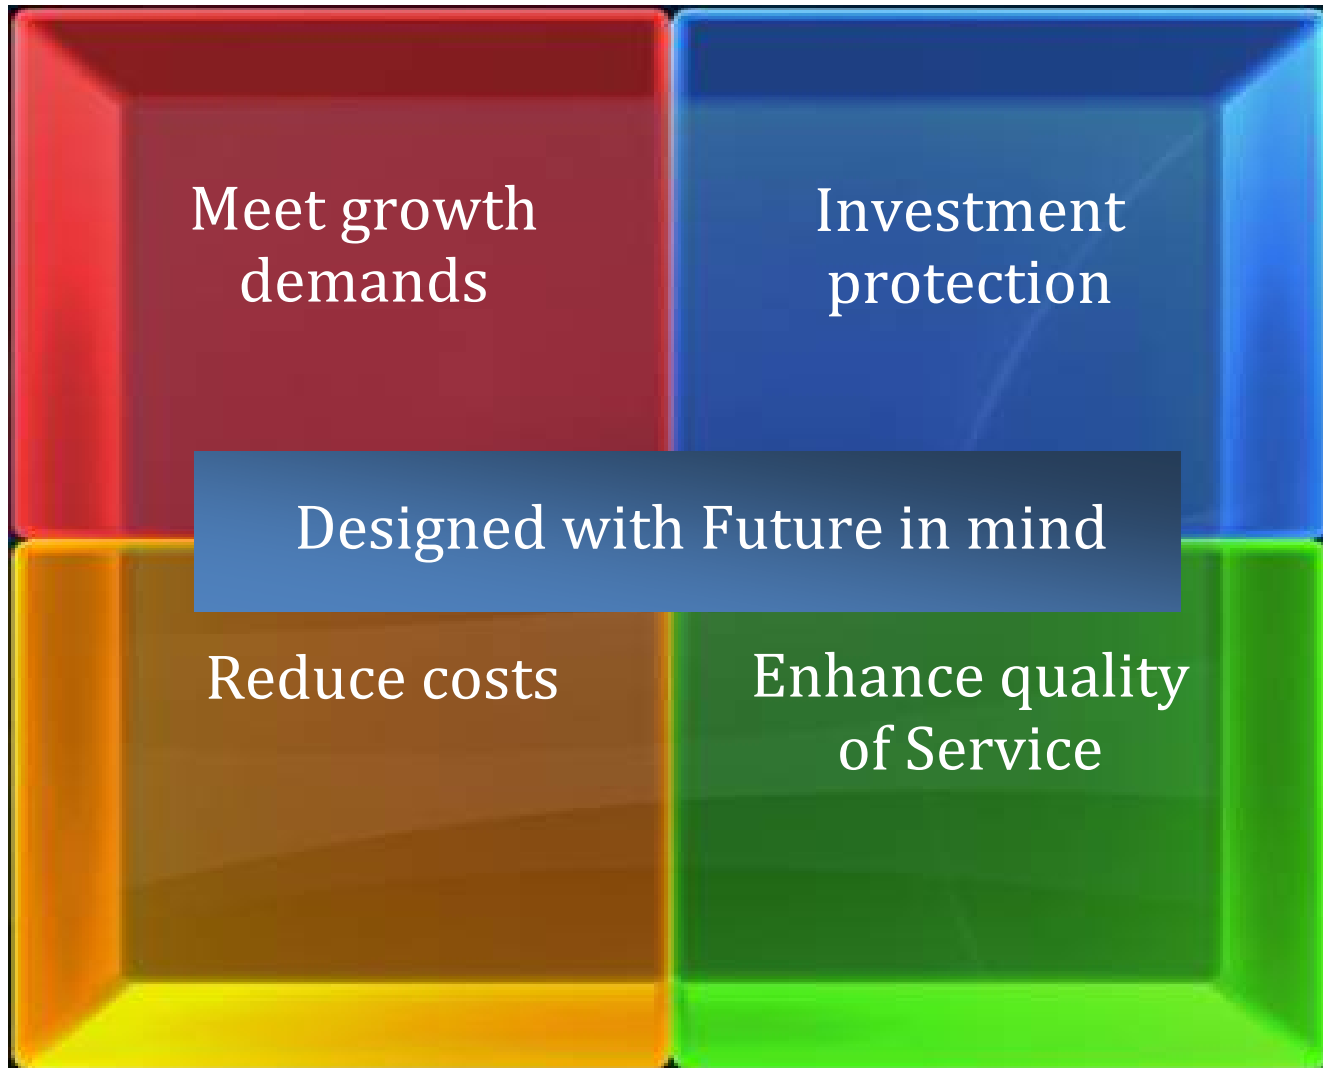 Meet growth
demands
Investment
protection
Designed with Future in mind
Reduce costs
Enhance quality
of Service